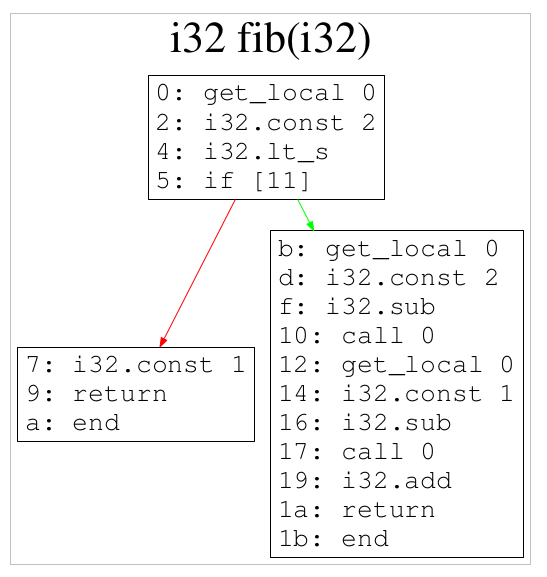 i32 fib(i32)
0: get_local 0
2: i32.const 2
4: i32.lt_s
5: if [11]
7: i32.const 1
9: return
a: end
b: get_local 0
d: i32.const 2
f: i32.sub
10: call 0
12: get_local 0
14: i32.const 1
16: i32.sub
17: call 0
19: i32.add
1a: return
1b: end